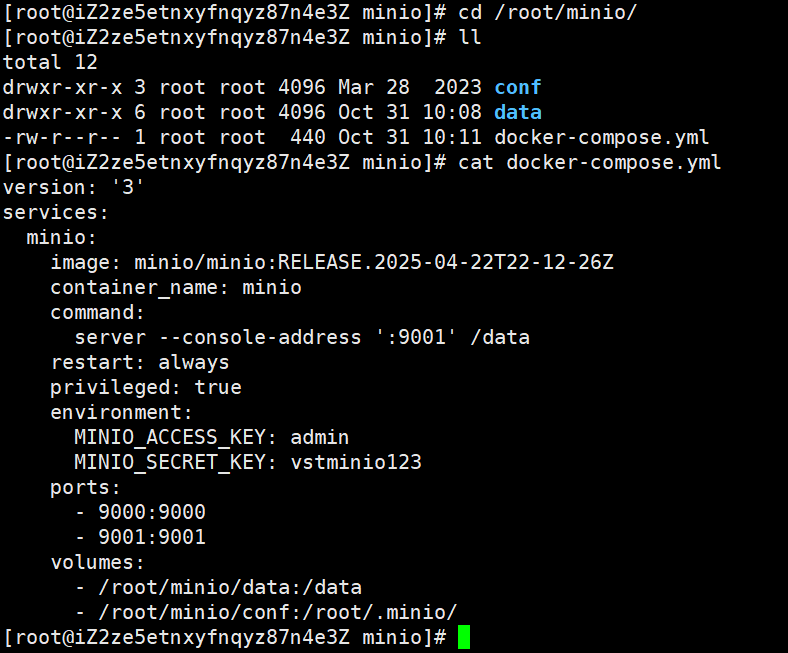 [root@iZ2ze5etnxyfnqyz87n4e3Z minio]# cd /root/minio/
[root@iZ2ze5etnxyfnqyz87n4e3Z minio]# ll
total 12
drwxr-xr-x 3 root root 4096 Mar 28  2023 conf
drwxr-xr-x 6 root root 4096 Oct 31 10:08 data
-rw-r--r-- 1 root root  440 Oct 31 10:11 docker-compose.yml
[root@iZ2ze5etnxyfnqyz87n4e3Z minio]# cat docker-compose.yml
version: '3'
services:
  minio:
    image: minio/minio:RELEASE.2025-04-22T22-12-26Z
    container_name: minio
    command:
      server --console-address ':9001' /data
    restart: always
    privileged: true
    environment:
      MINIO_ACCESS_KEY: admin
      MINIO_SECRET_KEY: vstminio123
    ports:
      - 9000:9000
      - 9001:9001
    volumes:
      - /root/minio/data:/data
      - /root/minio/conf:/root/.minio/
[root@iZ2ze5etnxyfnqyz87n4e3Z minio]#